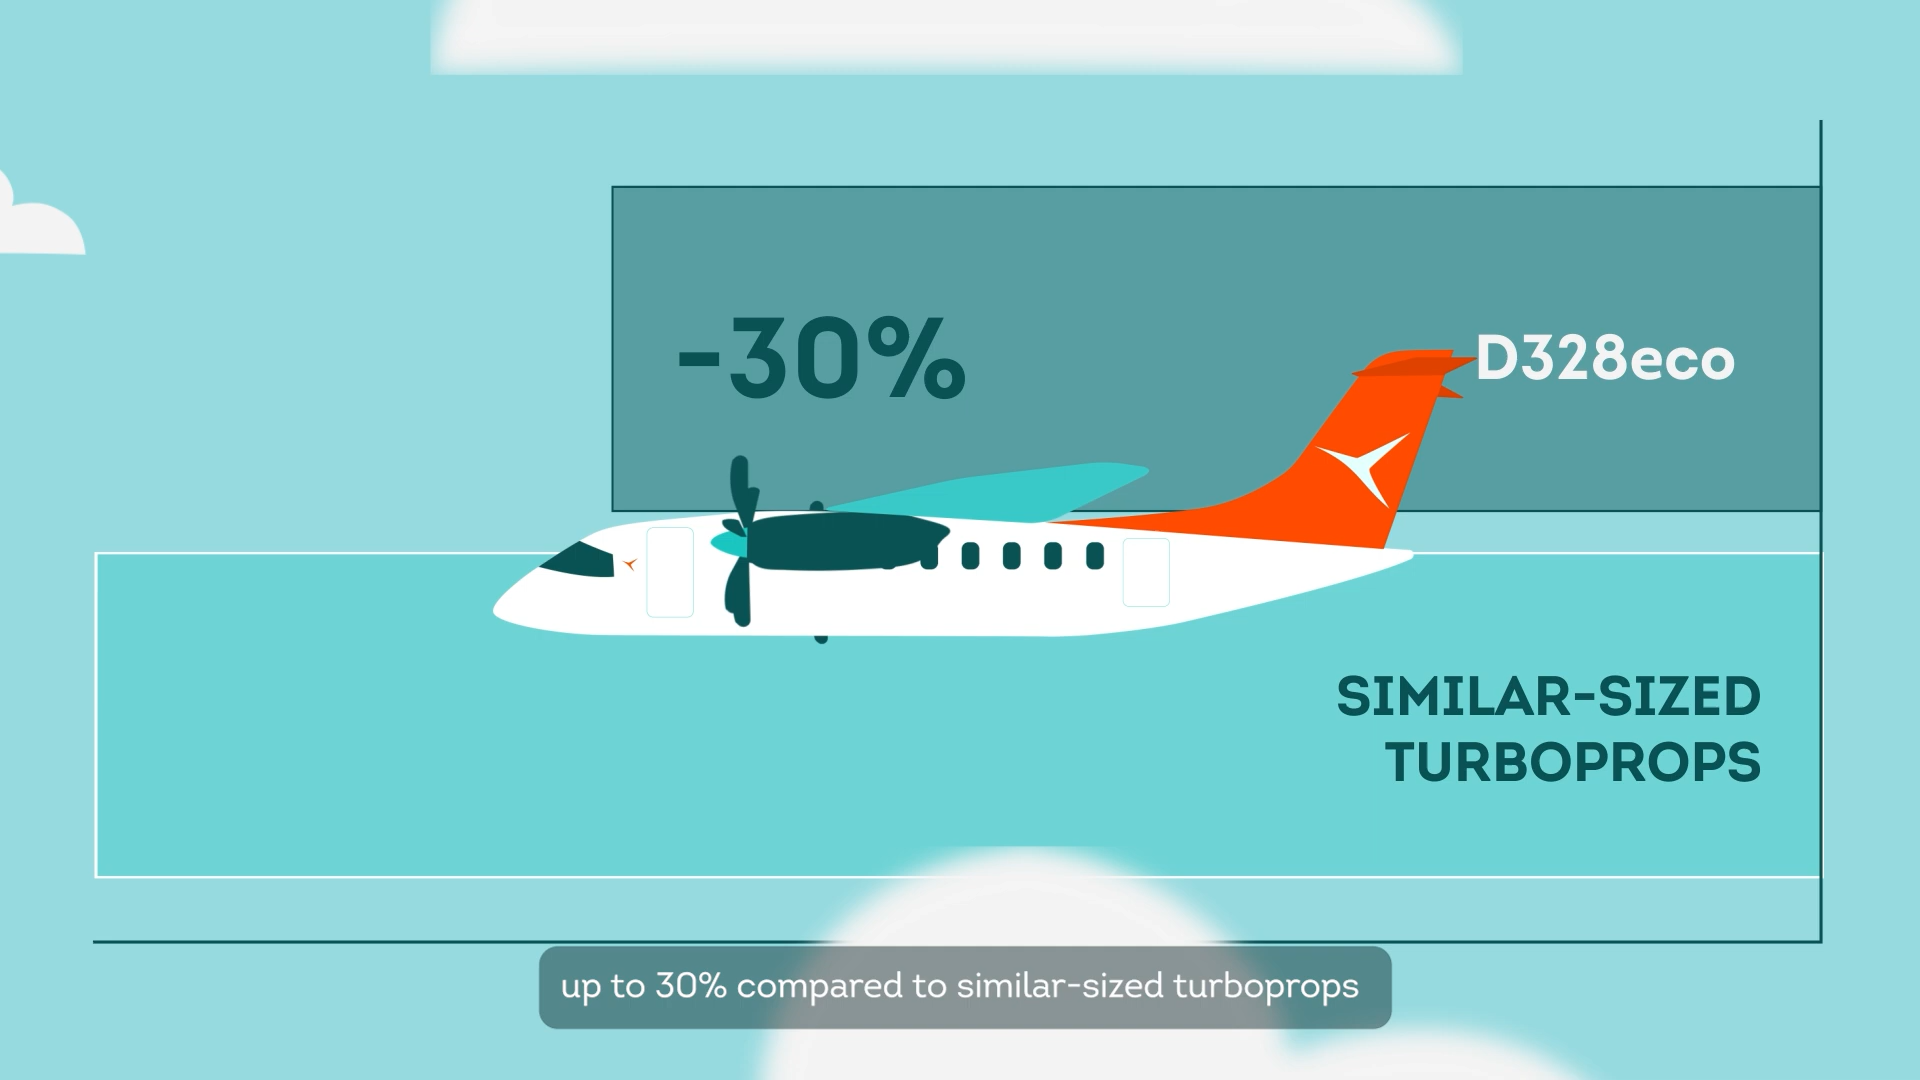 -30%
D328eco
SIMILAR-SIZED
TURBOPROPS
up to 30% compared to similar-sized turboprops